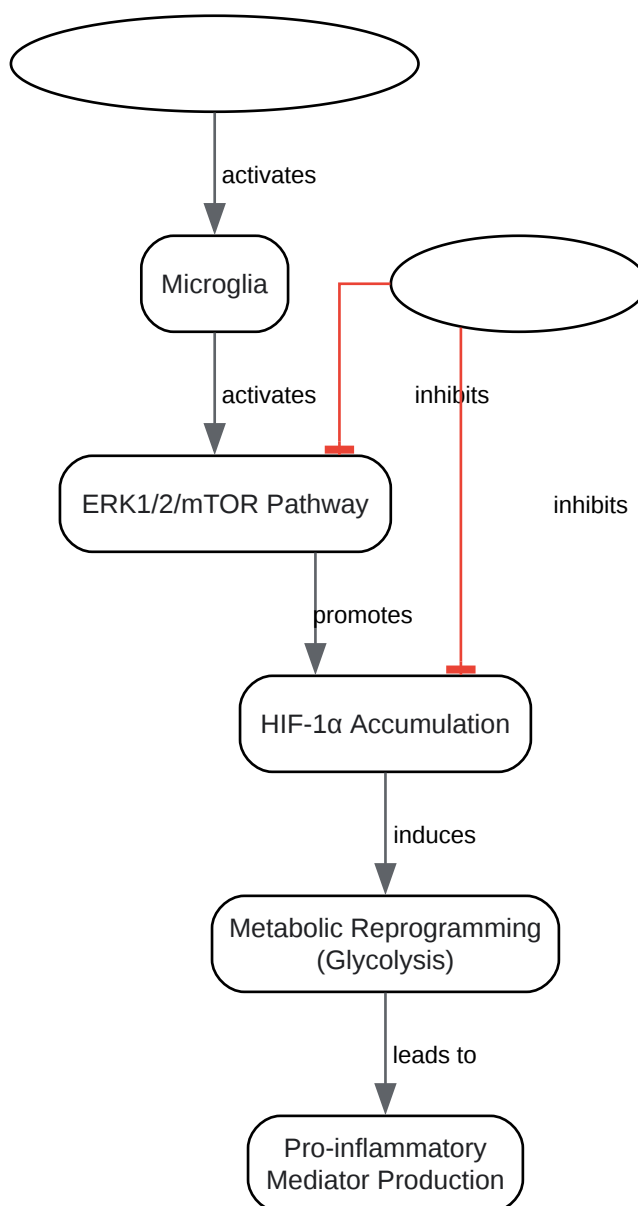 activates
Microglia
activates
inhibits
ERK1/2/mTOR Pathway
inhibits
promotes
HIF-1α Accumulation
induces
Metabolic Reprogramming
(Glycolysis)
leads to
Pro-inflammatory
Mediator Production